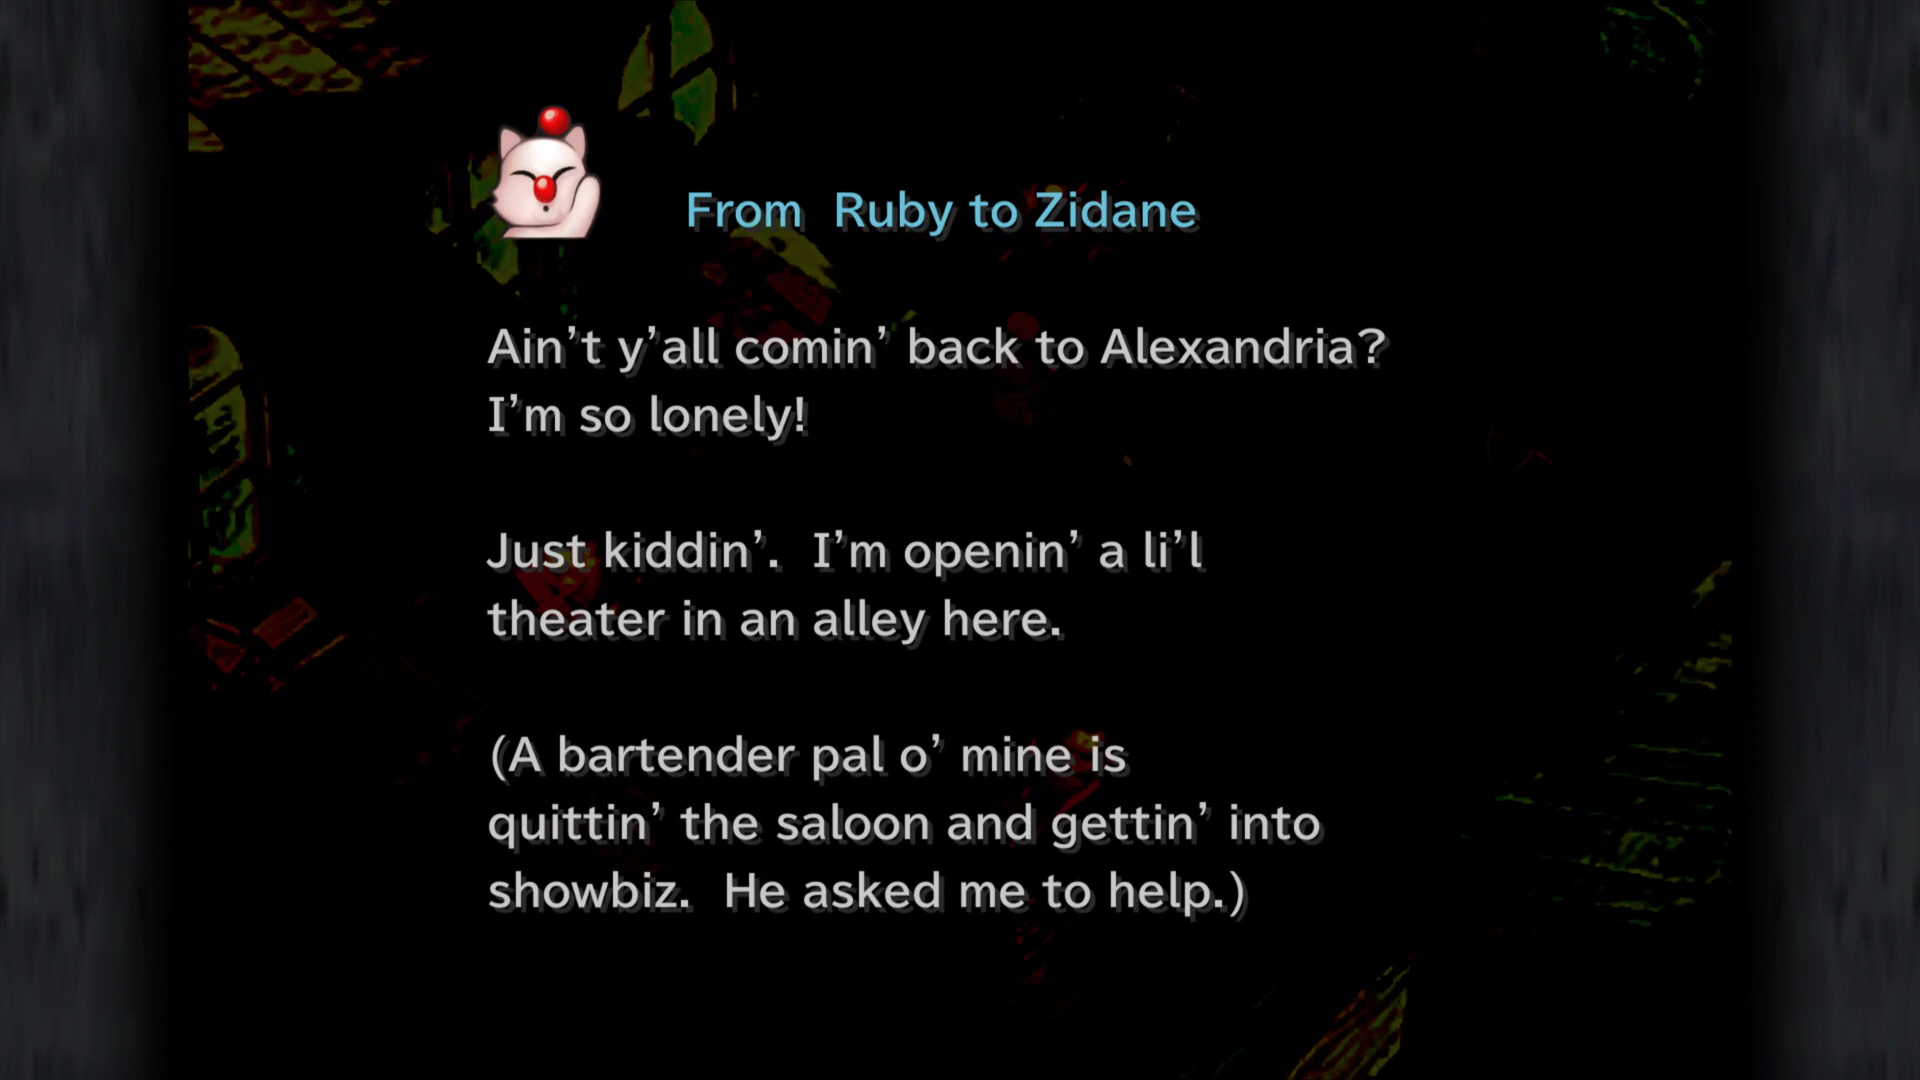 From  Ruby to Zidane
Ain’t y’all comin’ back to Alexandria?
I’m so lonely!
Just kiddin’.  I’m openin’ a li’l
theater in an alley here.
(A bartender pal o’ mine is
quittin’ the saloon and gettin’ into
showbiz.  He asked me to help.)